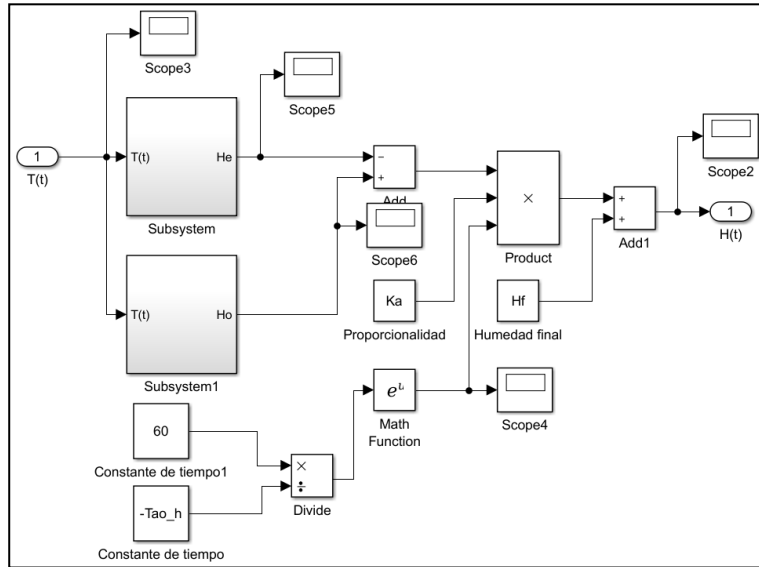 Scope3
Scope5
T(t)
He
Subsystem
1
T(t)
−
+
Add
Scope6
×
Product
+
+
Add1
Scope2
1
H(t)
T(t)
Ho
Subsystem1
Ka
Proporcionalidad
Hf
Humedad final
Math
Function
Scope4
60
Constante de tiempo1
×
÷
Divide
-Tao_h
Constante de tiempo